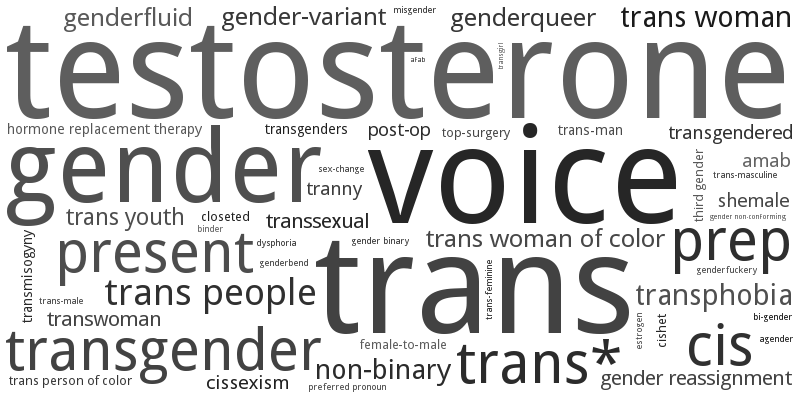 genderfluid
gender-variant
misgender
genderqueer
trans woman
testosterone
afab
transgirl
hormone replacement therapy
transgenders
post-op
top-surgery
trans-man
transgendered
gender
sex-change
tranny
voice
third gender
amab
trans-masculine
shemale
gender non-conforming
trans youth
closeted
binder
transsexual
transmisogyny
present
dysphoria
genderbend
gender binary
trans woman of color
prep
genderfuckery
trans-male
trans people
trans
trans-feminine
transphobia
transwoman
estrogen
cishet
bi-gender
cis
agender
transgender
female-to-male
non-binary
trans*
trans person of color
cissexism
preferred pronoun
gender reassignment